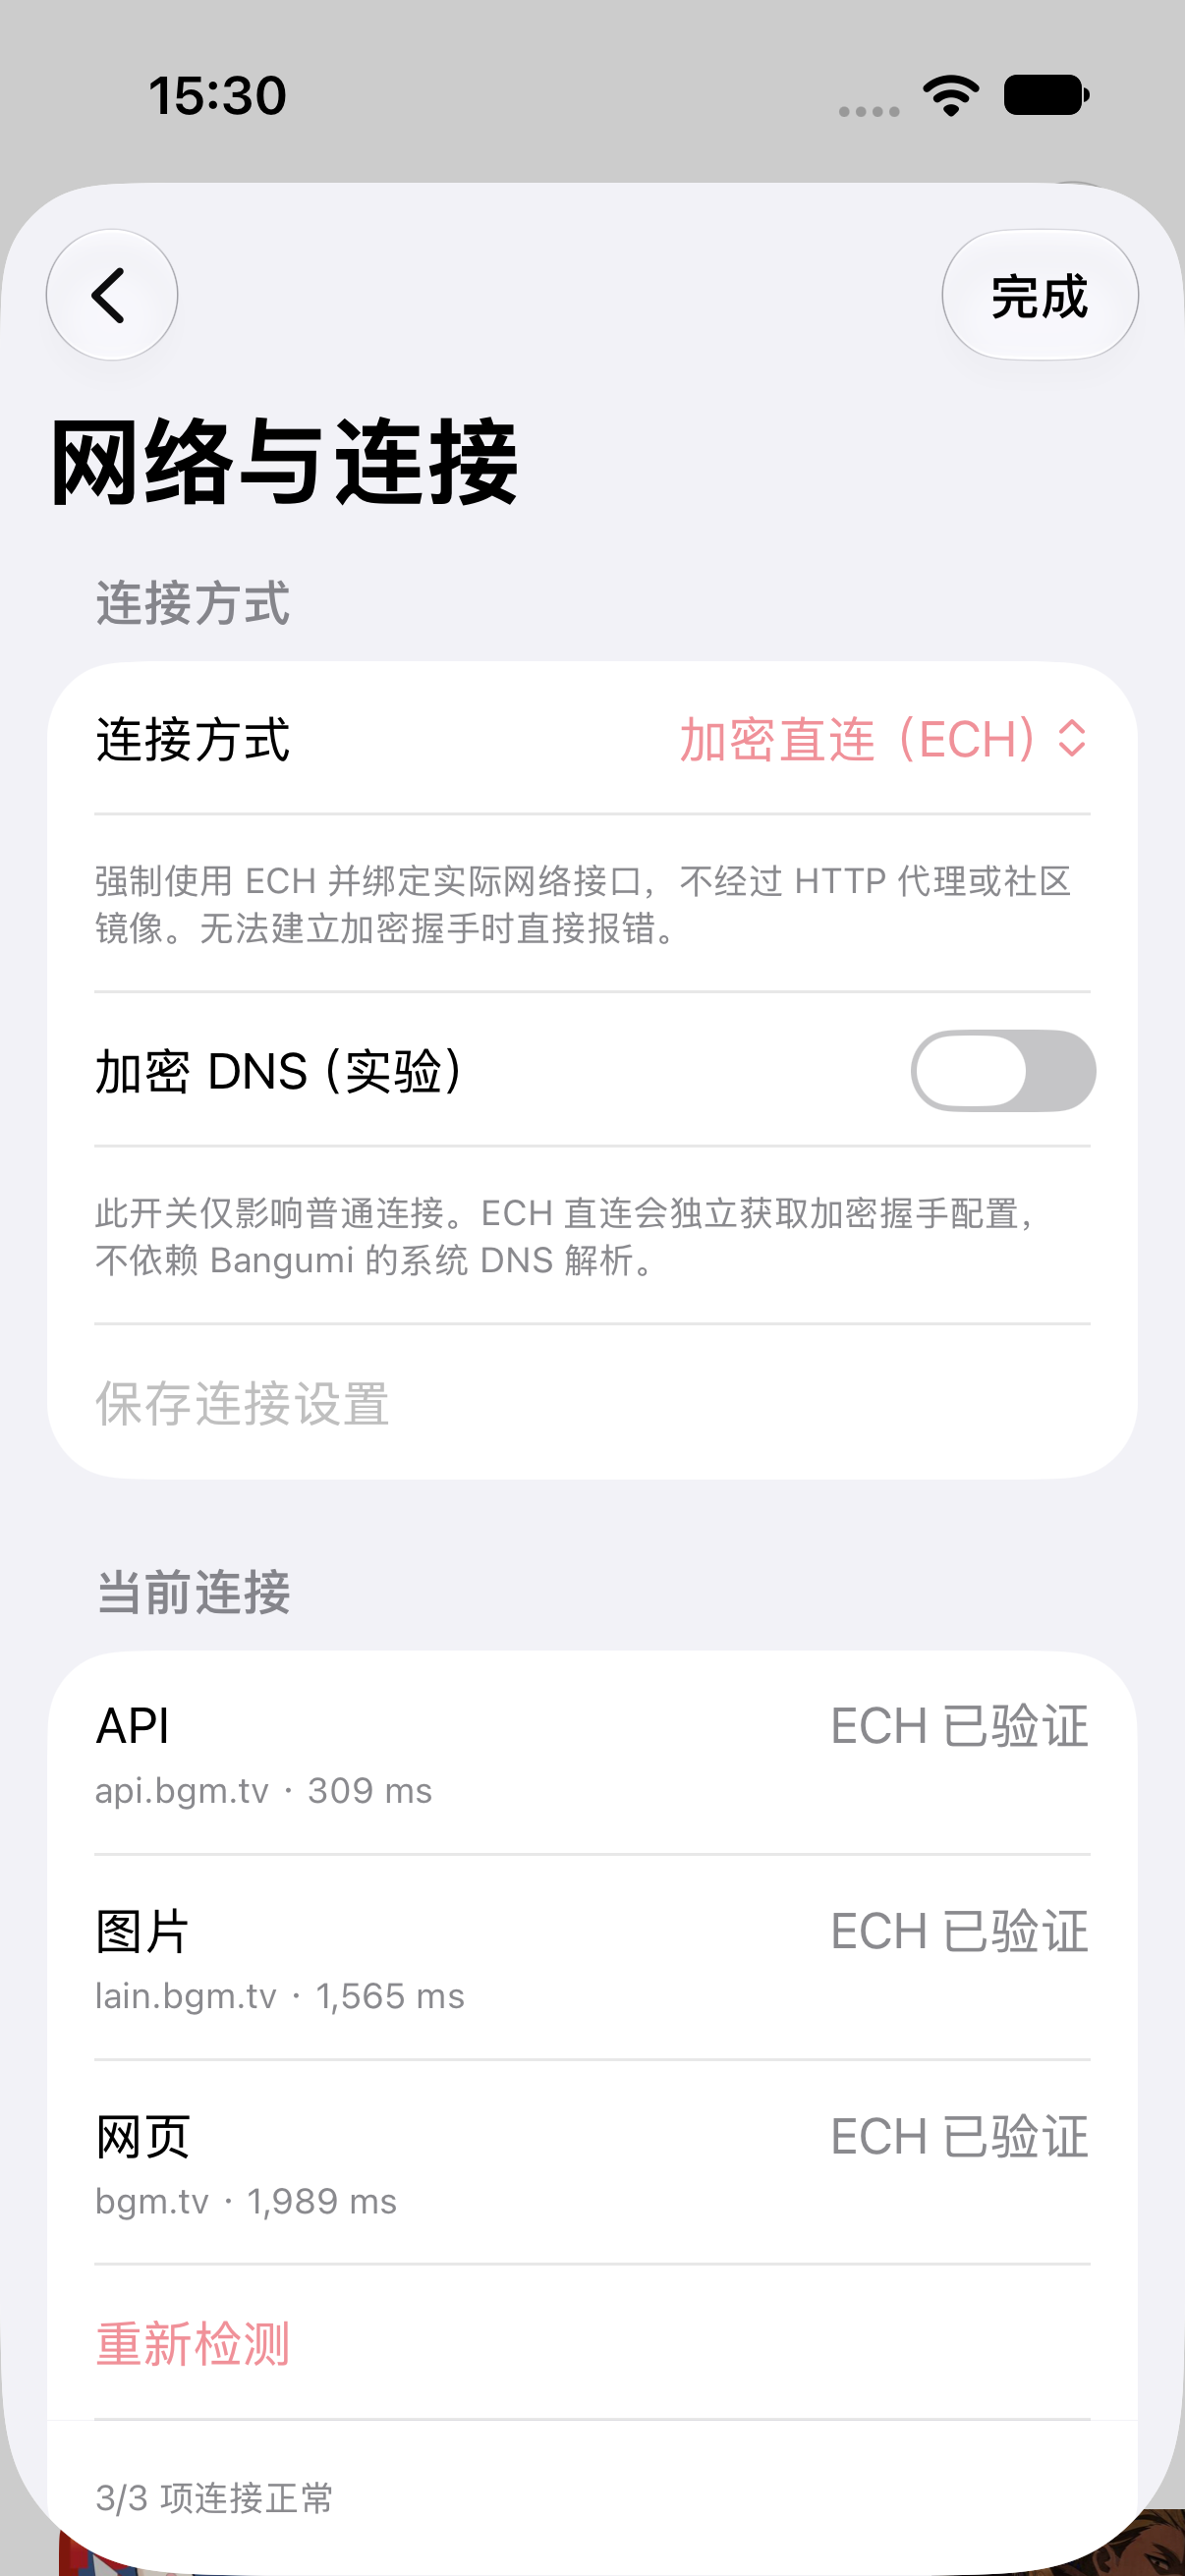 15:30
完成
网络与连接
连接方式
连接方式 加密直连（ECH）
强制使用 ECH 并绑定实际网络接口，不经过 HTTP 代理或社区
镜像。无法建立加密握手时直接报错。
加密 DNS（实验）
此开关仅影响普通连接。ECH 直连会独立获取加密握手配置，
不依赖 Bangumi 的系统 DNS 解析。
保存连接设置
当前连接
API ECH 已验证
api.bgm.tv · 309 ms
图片 ECH 已验证
lain.bgm.tv · 1,565 ms
网页 ECH 已验证
bgm.tv · 1,989 ms
重新检测
3/3 项连接正常